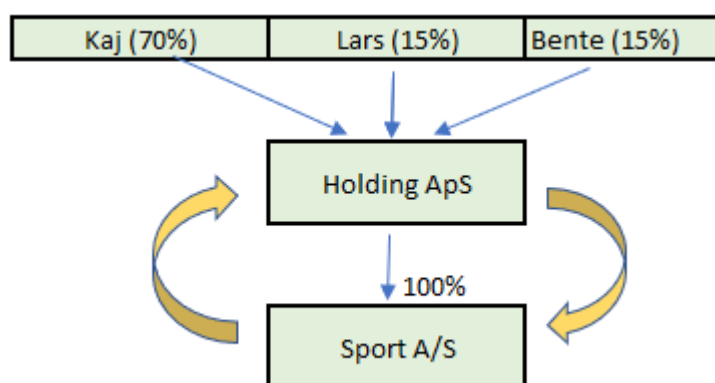 Kaj (70%) Lars (15%) Bente (15%)
Holding ApS
100%
Sport A/S